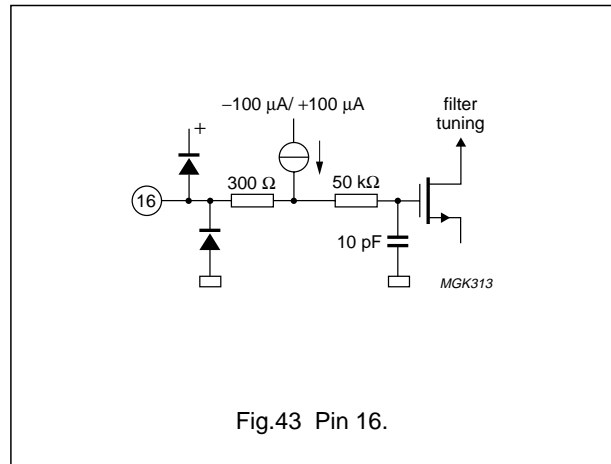 −100 μA/ +100 μA
filter
tuning
+
300 Ω
50 kΩ
16
10 pF
MGK313
Fig.43 Pin 16.